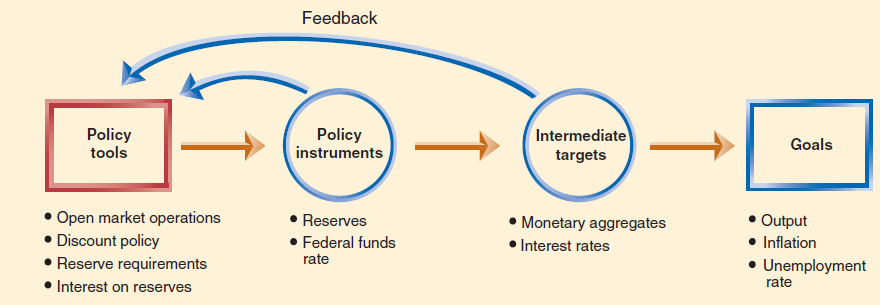 Feedback
Policy
tools
Policy
instruments
Intermediate
targets
Goals
• Open market operations
• Discount policy
• Reserve requirements
• Interest on reserves
• Reserves
• Federal funds
rate
• Monetary aggregates
• Interest rates
• Output
• Inflation
• Unemployment
rate